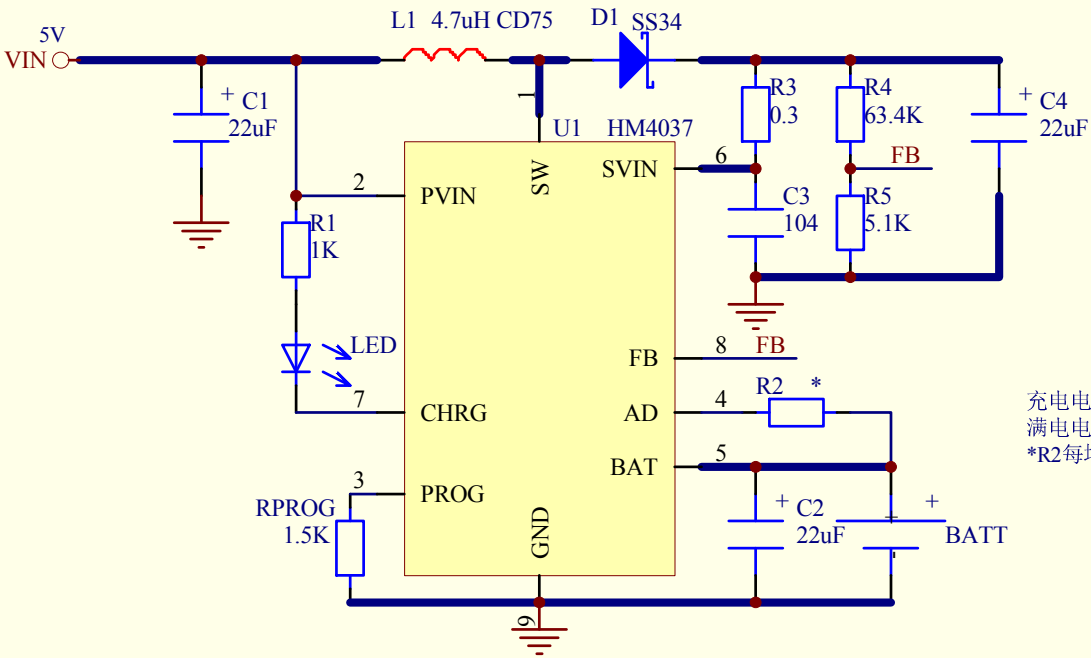 5V
VIN
L1 4.7uH CD75
D1 SS34
+ C1
22uF
1
U1 HM4037
R3
0.3
R4
63.4K
+ C4
22uF
FB
6
SVIN
SW
2
PVIN
C3
104
R5
5.1K
R1
1K
LED
FB
8 FB
R2 *
7
CHRG
AD
4
充电电
满电电
*R2每
BAT
5
3
PROG
RPROG
1.5K
GND
+ C2
22uF
+
+
-
BATT
9